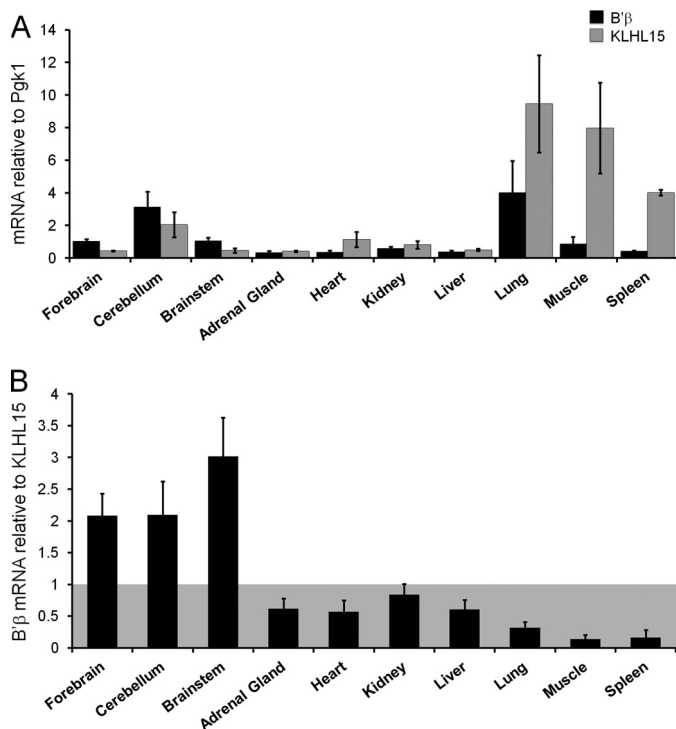 A
B'β
KLHL15
mRNA relative to Pgk1
14
12
10
8
6
4
2
0
Forebrain
Cerebellum
Brainstem
Adrenal Gland
Heart
Kidney
Liver
Lung
Muscle
Spleen
B
B'β mRNA relative to KLHL15
4
3.5
3
2.5
2
1.5
1
0.5
0
Forebrain
Cerebellum
Brainstem
Adrenal Gland
Heart
Kidney
Liver
Lung
Muscle
Spleen